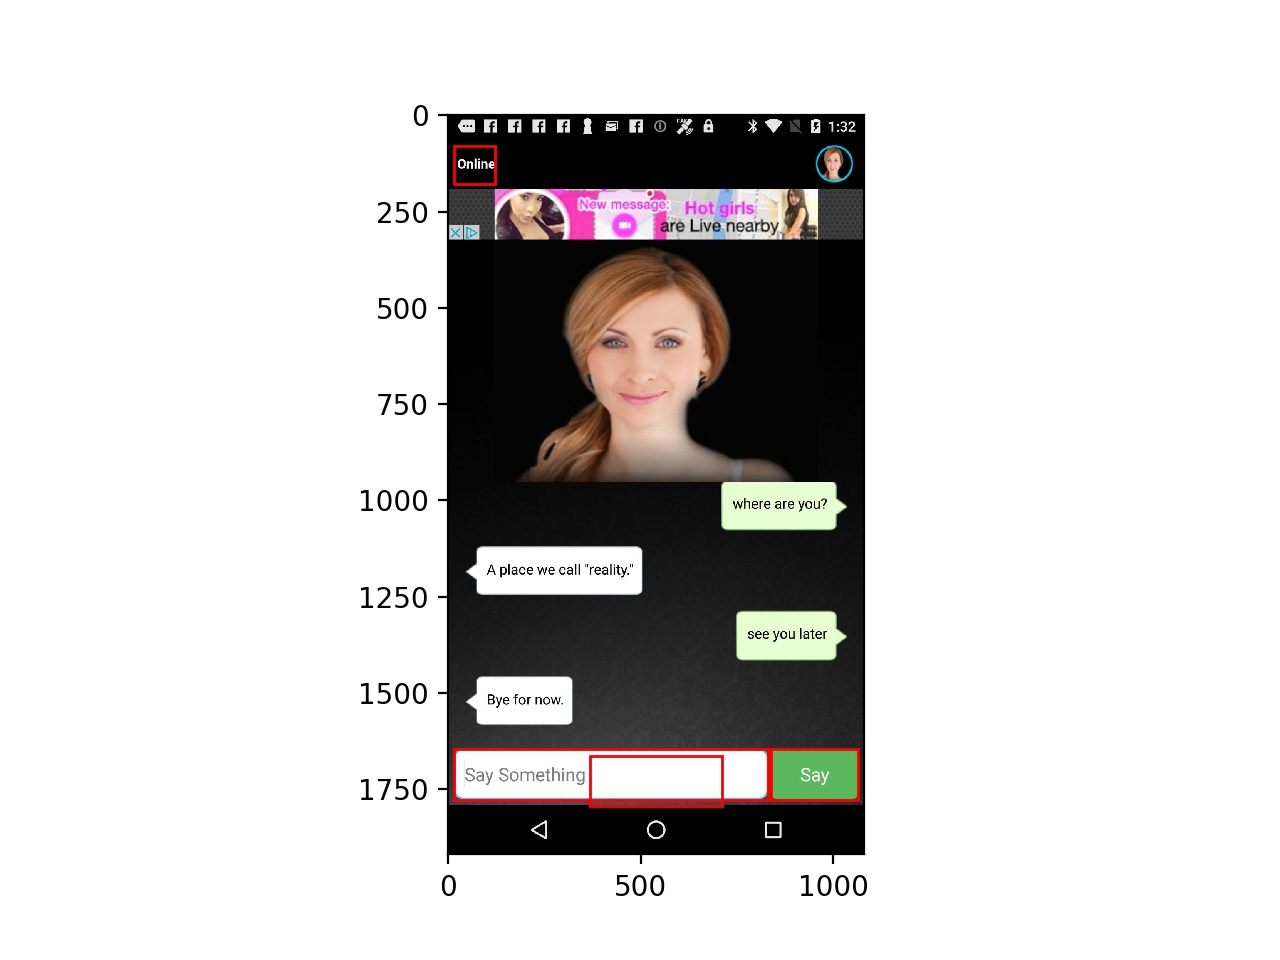 0
1:32
Online
250
New message:
Hot girls
are Live nearby
500
750
1000
where are you?
A place we call "reality."
1250
see you later
1500
Bye for now.
Say Something
Say
1750
0
500
1000